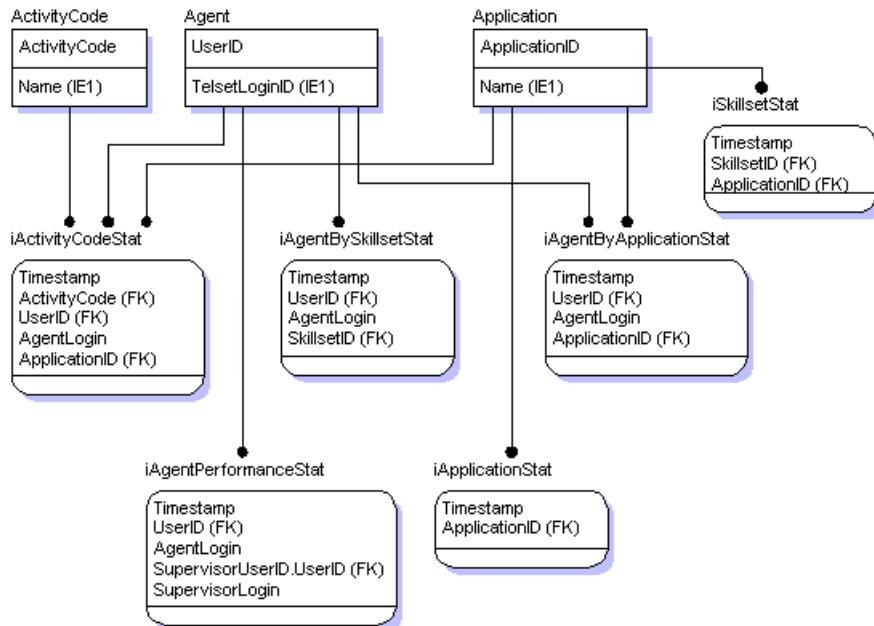 ActivityCode
ActivityCode
Name (IE1)
Agent
UserID
TelsetLoginID (IE1)
Application
ApplicationID
Name (IE1)
iSkillsetStat
Timestamp
SkillsetID (FK)
ApplicationID (FK)
iActivityCodeStat
Timestamp
ActivityCode (FK)
UserID (FK)
AgentLogin
ApplicationID (FK)
iAgentBySkillsetStat
Timestamp
UserID (FK)
AgentLogin
SkillsetID (FK)
iAgentByApplicationStat
Timestamp
UserID (FK)
AgentLogin
ApplicationID (FK)
iAgentPerformanceStat
Timestamp
UserID (FK)
AgentLogin
SupervisorUserID.UserID (FK)
SupervisorLogin
iApplicationStat
Timestamp
ApplicationID (FK)